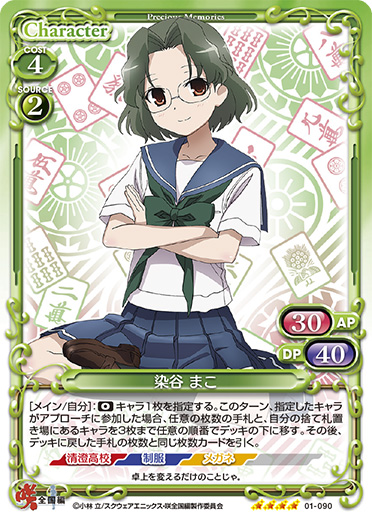 Precious Memories
Character
COST
4
SOURCE
2
30 AP
DP 40
染谷 まこ
[メイン/自分]:キャラ1枚を指定する。このターン、指定したキャラ
がアプローチに参加した場合、任意の枚数の手札と、自分の捨て札置
き場にあるキャラを3枚まで任意の順番でデッキの下に移す。その後、
デッキに戻した手札の枚数と同じ枚数カードを引く。
清澄高校 制服 メガネ
卓上を変えるだけのことじゃ。
咲 全国編
©小林 立/スクウェアエニックス・咲全国編製作委員会
01-090